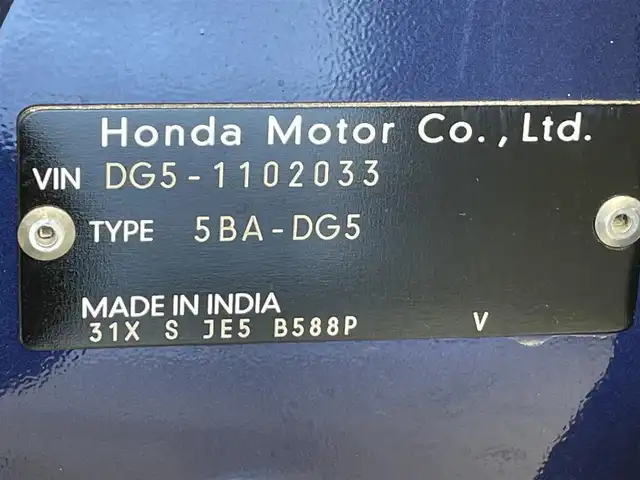 Honda Motor Co., Ltd.
VIN DG5-1102033
TYPE 5BA-DG5
MADE IN INDIA
31X S JE5 B588P V